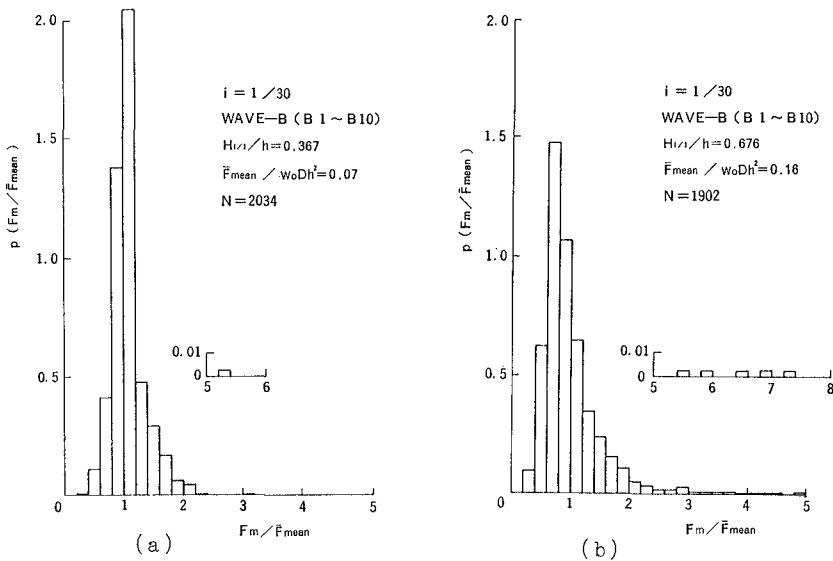 2.0
1.5
1.0
0.5
p (Fm/F̄mean)
i = 1/30
WAVE—B (B 1 ~ B10)
H1/3/h=0.367
F̄mean / w₀Dh²=0.07
N=2034
0.01
0
5 6
0 1 2 3 4 5
Fm/F̄mean
(a)
2.0
1.5
1.0
0.5
p (Fm/F̄mean)
i = 1/30
WAVE—B (B 1 ~ B10)
H1/3/h=0.676
F̄mean / w₀Dh²=0.16
N=1902
0.01
0
5 6 7 8
0 1 2 3 4 5
Fm/F̄mean
(b)